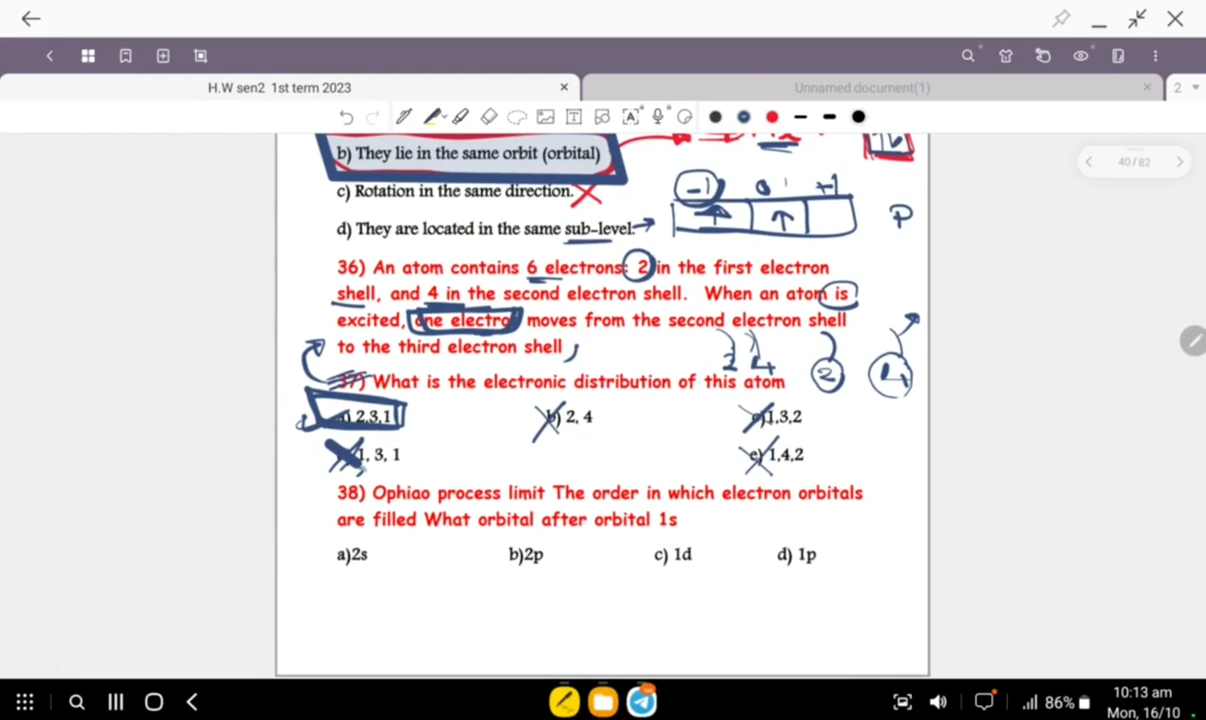 H.W sen2 1st term 2023
Unnamed document(1)
2
40/82
b) They lie in the same orbit (orbital)
c) Rotation in the same direction.
d) They are located in the same sub-level.
-1 0 +1
P
36) An atom contains 6 electrons: 2 in the first electron
shell, and 4 in the second electron shell. When an atom is
excited, one electron moves from the second electron shell
to the third electron shell
2 4
2 4
37) What is the electronic distribution of this atom
2,3,1
b) 2, 4
c) 1,3,2
1, 3, 1
e) 1,4,2
38) Ophiao process limit The order in which electron orbitals
are filled What orbital after orbital 1s
a)2s
b)2p
c) 1d
d) 1p
86%
10:13 am
Mon, 16/10